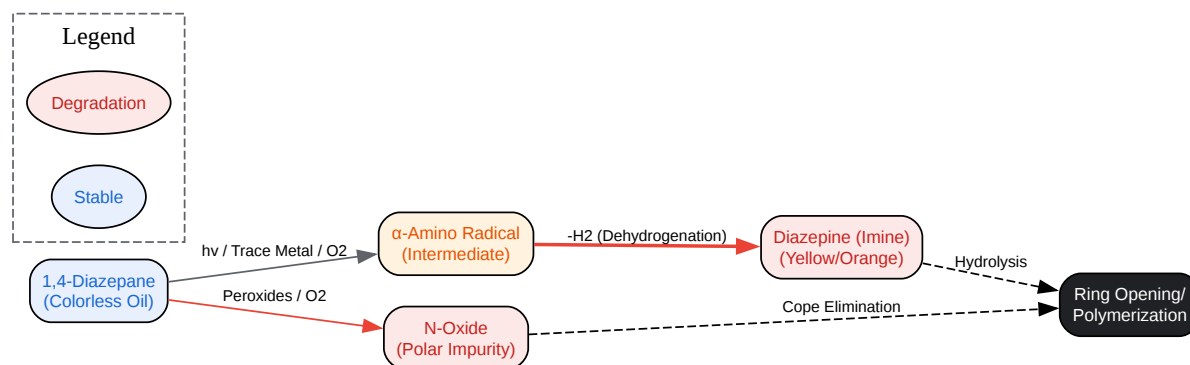 Legend
Degradation
Stable
1,4-Diazepane
(Colorless Oil)
hv / Trace Metal / O2
Peroxides / O2
α-Amino Radical
(Intermediate)
N-Oxide
(Polar Impurity)
-H2 (Dehydrogenation)
Diazepine (Imine)
(Yellow/Orange)
Hydrolysis
Cope Elimination
Ring Opening/
Polymerization